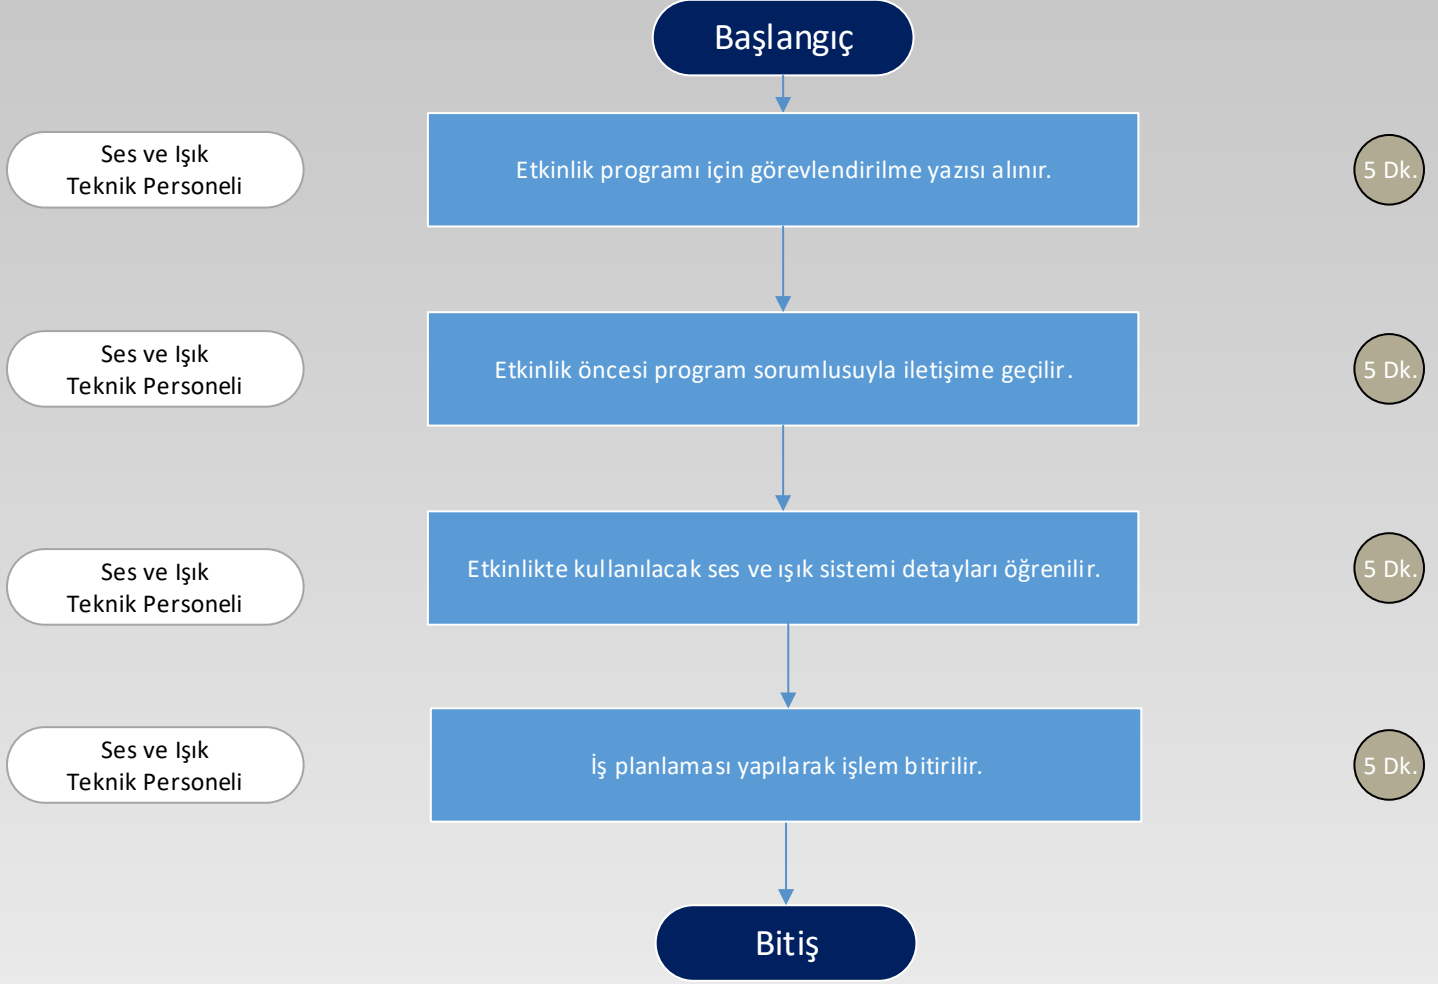 Başlangıç
Ses ve Işık
Teknik Personeli
Etkinlik programı için görevlendirilme yazısı alınır.
5 Dk.
Ses ve Işık
Teknik Personeli
Etkinlik öncesi program sorumlusuyla iletişime geçilir.
5 Dk.
Ses ve Işık
Teknik Personeli
Etkinlikte kullanılacak ses ve ışık sistemi detayları öğrenilir.
5 Dk.
Ses ve Işık
Teknik Personeli
İş planlaması yapılarak işlem bitirilir.
5 Dk.
Bitiş